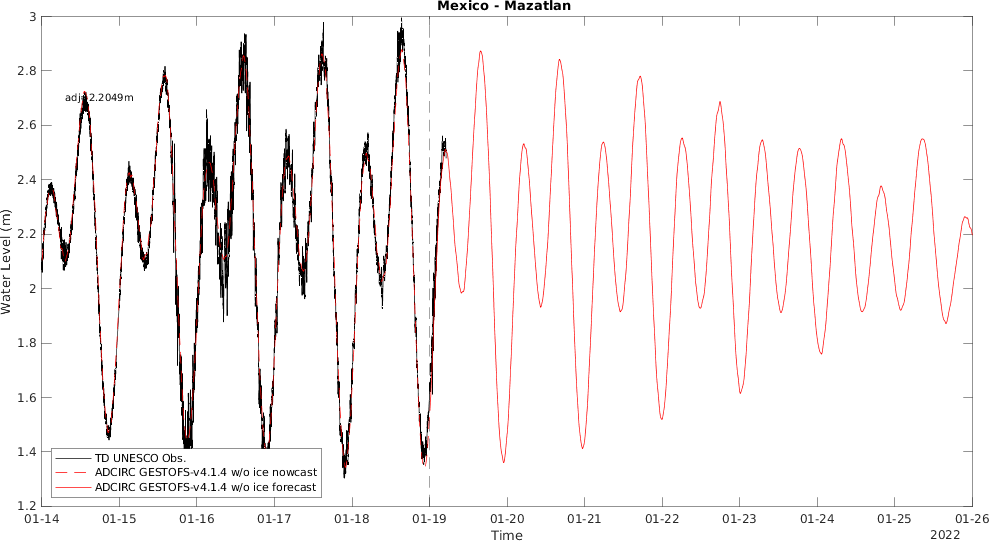 Mexico - Mazatlan
3
2.8
2.6
2.4
2.2
2
1.8
1.6
1.4
1.2
Water Level (m)
TD UNESCO Obs.
ADCIRC GESTOFS-v4.1.4 w/o ice nowcast
ADCIRC GESTOFS-v4.1.4 w/o ice forecast
01-14 01-15 01-16 01-17 01-18 01-19 01-20 01-21 01-22 01-23 01-24 01-25 01-26
Time
2022